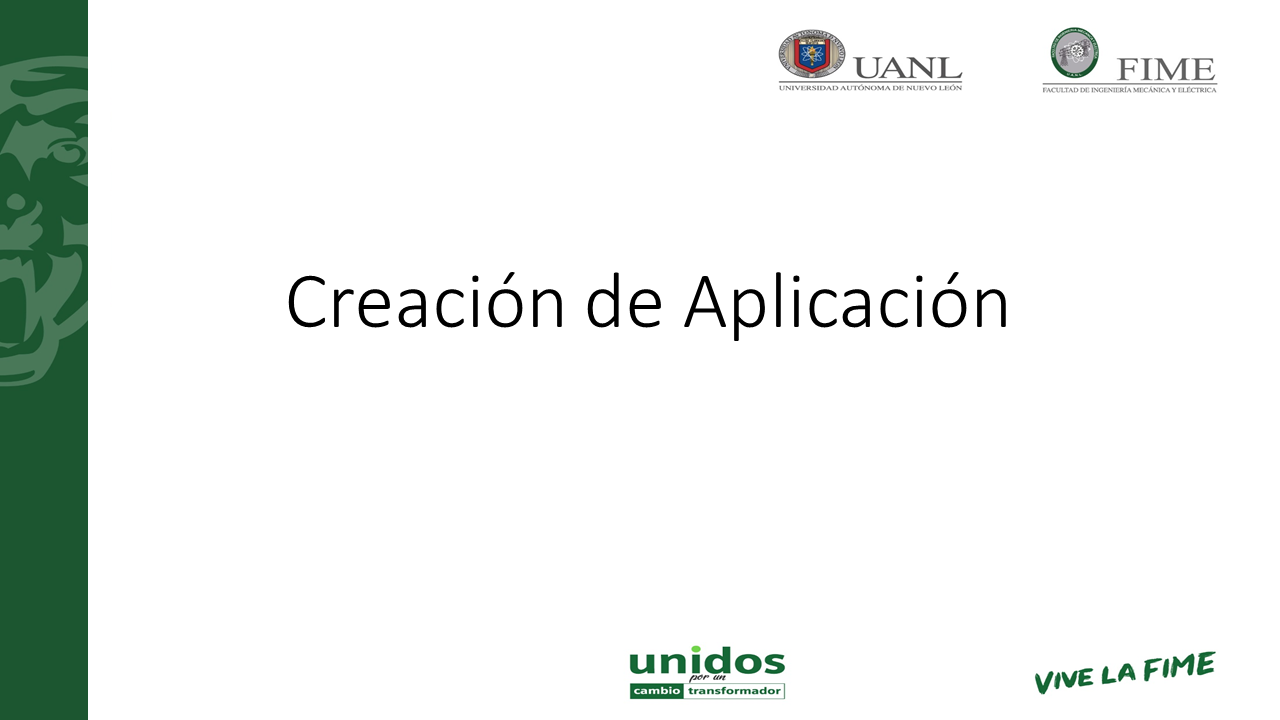 UANL
UNIVERSIDAD AUTÓNOMA DE NUEVO LEÓN
FIME
FACULTAD DE INGENIERÍA MECÁNICA Y ELÉCTRICA
Creación de Aplicación
unidos
por un
cambio transformador
VIVE LA FIME